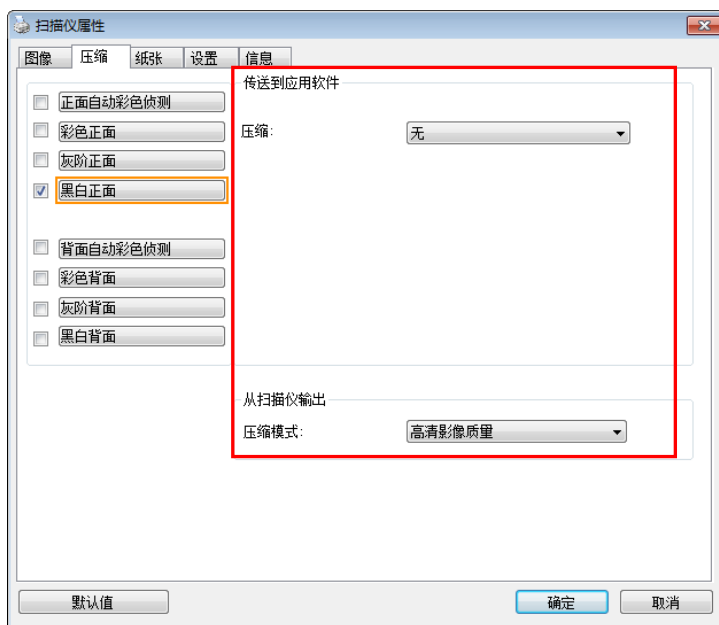 扫描仪属性
图像 压缩 纸张 设置 信息
传送到应用软件
正面自动彩色侦测
彩色正面
压缩: 无
灰阶正面
黑白正面
背面自动彩色侦测
彩色背面
灰阶背面
黑白背面
从扫描仪输出
压缩模式: 高清影像质量
默认值 确定 取消